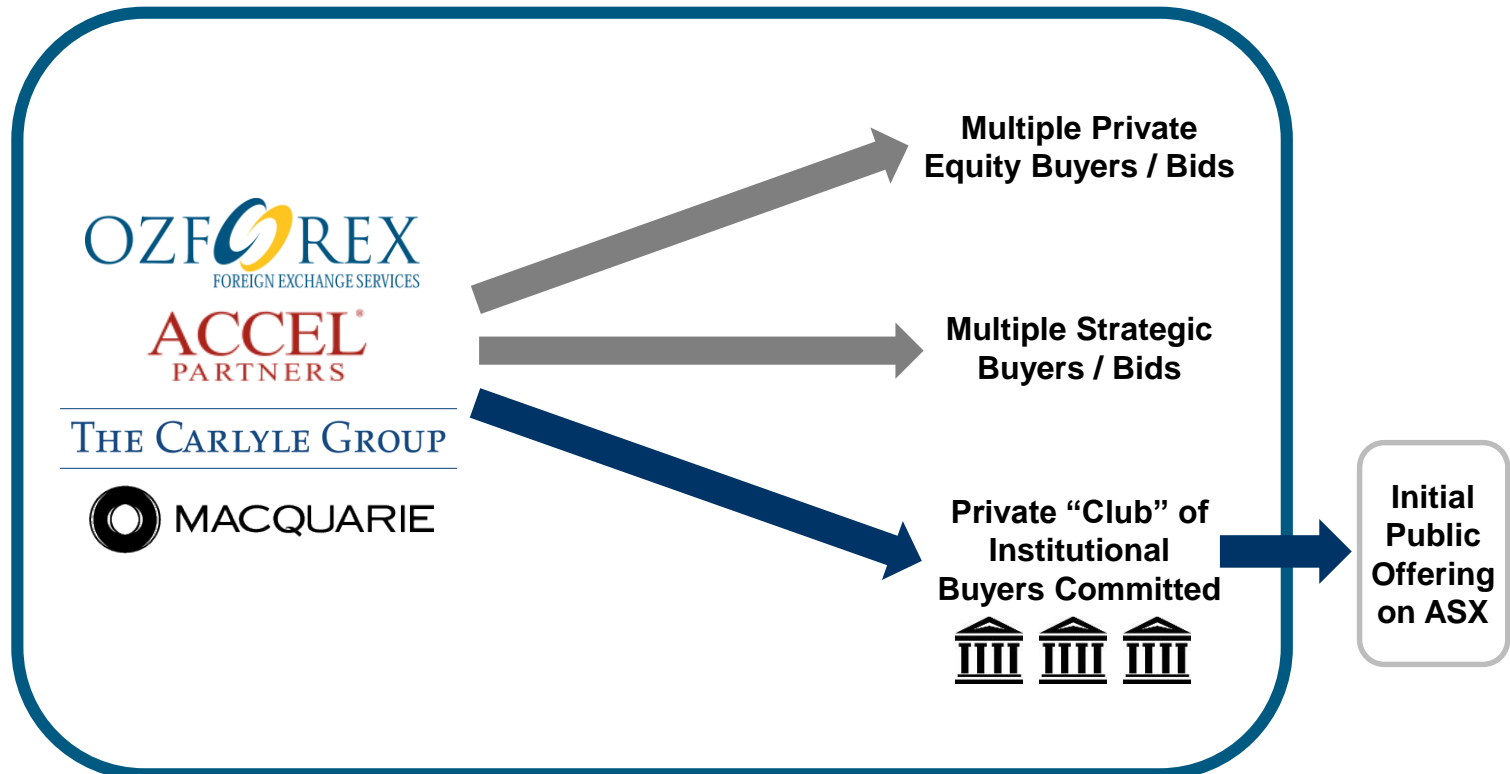 OZFOREX
FOREIGN EXCHANGE SERVICES
ACCEL®
PARTNERS
THE CARLYLE GROUP
MACQUARIE
Multiple Private
Equity Buyers / Bids
Multiple Strategic
Buyers / Bids
Private “Club” of
Institutional
Buyers Committed
Initial
Public
Offering
on ASX